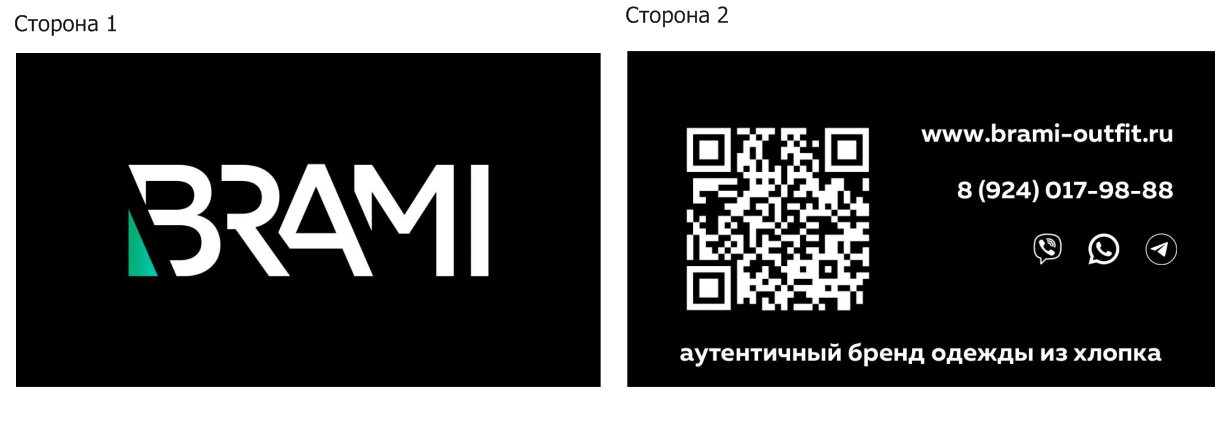 Сторона 1
Сторона 2
BRAMI
www.brami-outfit.ru
8 (924) 017-98-88
аутентичный бренд одежды из хлопка